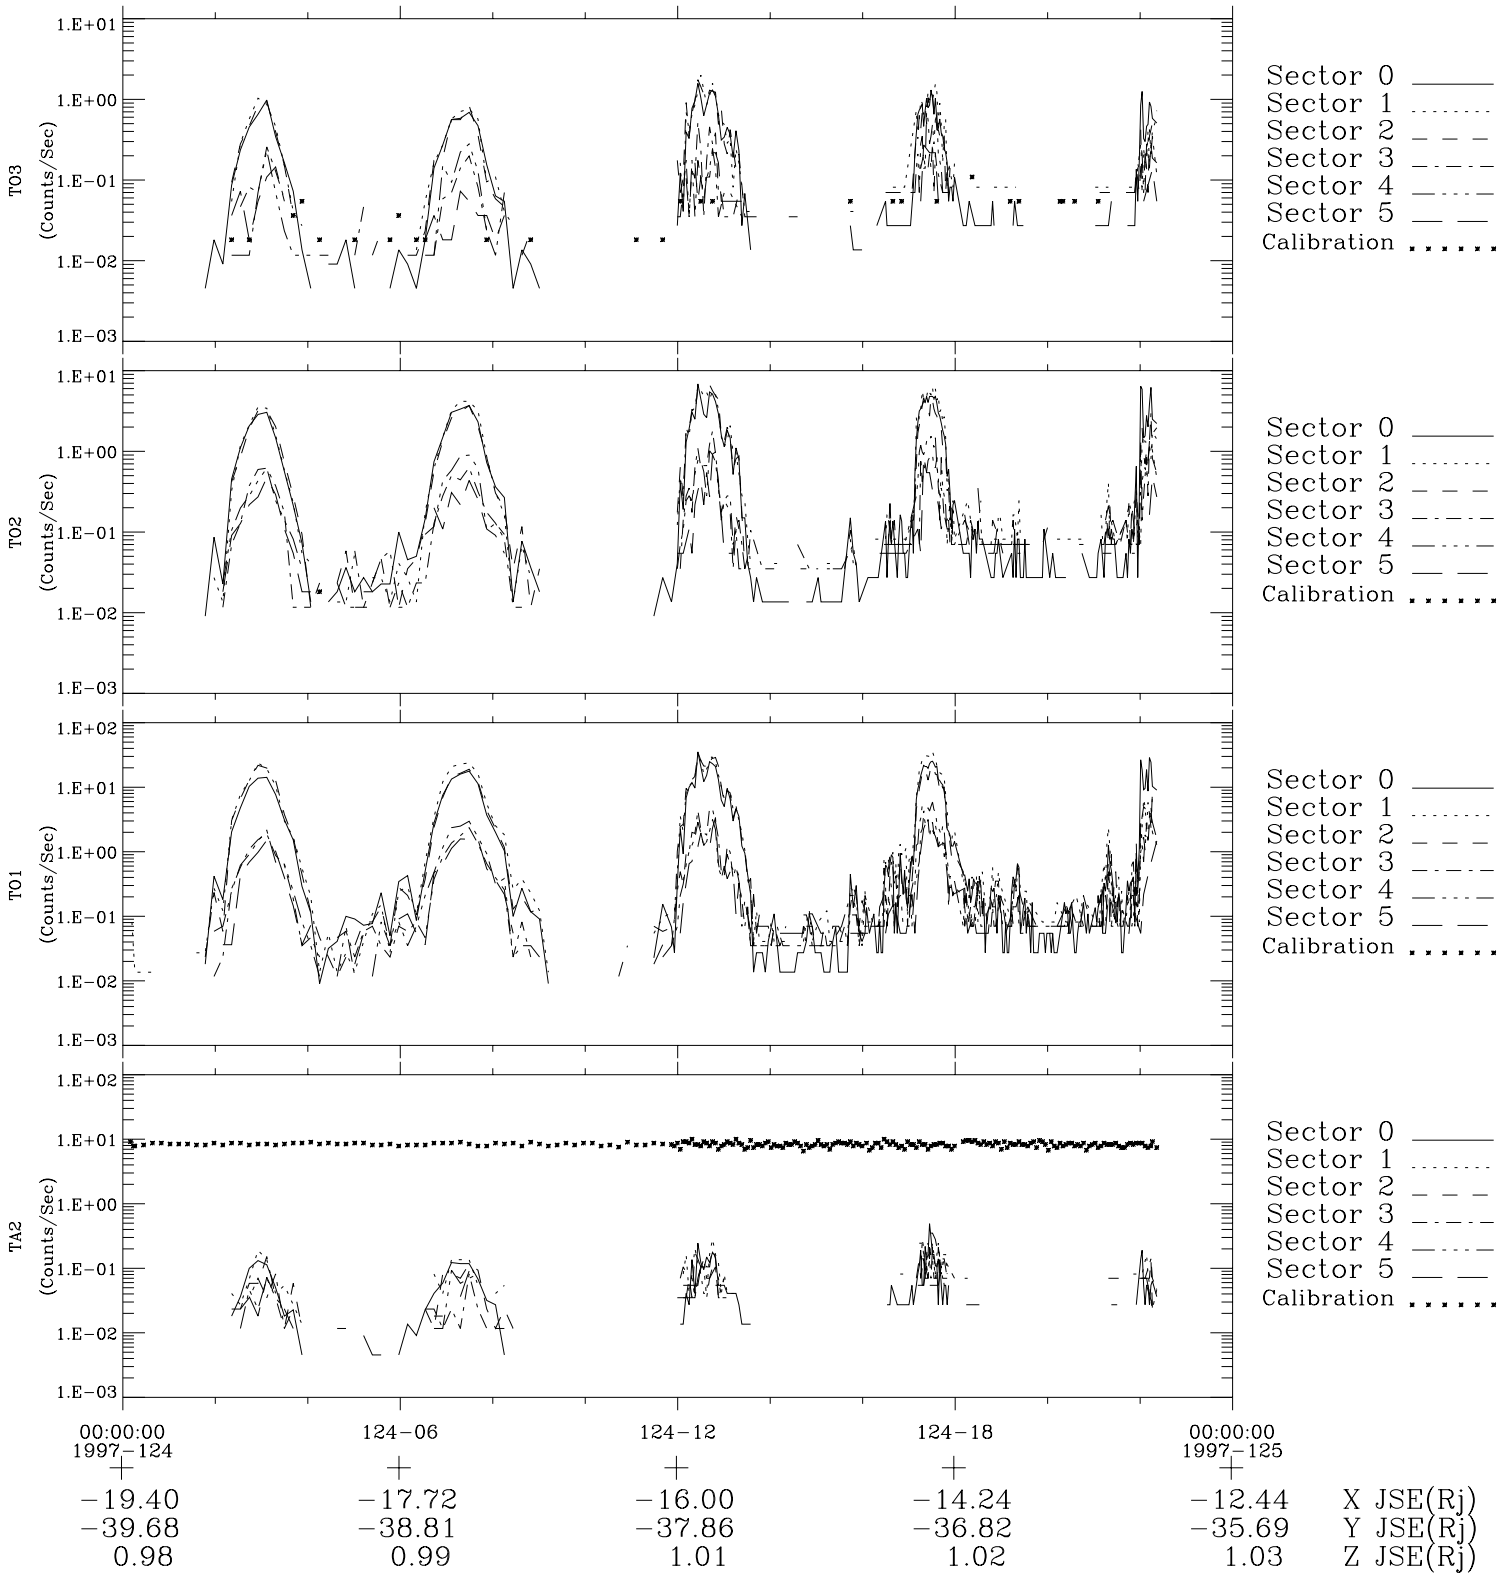 1.E+01
1.E+00
1.E-01
1.E-02
1.E-03
TO3
(Counts/Sec)
Sector 0
Sector 1
Sector 2
Sector 3
Sector 4
Sector 5
Calibration
1.E+01
1.E+00
1.E-01
1.E-02
1.E-03
TO2
(Counts/Sec)
Sector 0
Sector 1
Sector 2
Sector 3
Sector 4
Sector 5
Calibration
1.E+02
1.E+01
1.E+00
1.E-01
1.E-02
1.E-03
TO1
(Counts/Sec)
Sector 0
Sector 1
Sector 2
Sector 3
Sector 4
Sector 5
Calibration
1.E+02
1.E+01
1.E+00
1.E-01
1.E-02
1.E-03
TA2
(Counts/Sec)
Sector 0
Sector 1
Sector 2
Sector 3
Sector 4
Sector 5
Calibration
00:00:00 124-06 124-12 124-18 00:00:00
1997-124 1997-125
-19.40 -17.72 -16.00 -14.24 -12.44 X JSE(Rj)
-39.68 -38.81 -37.86 -36.82 -35.69 Y JSE(Rj)
0.98 0.99 1.01 1.02 1.03 Z JSE(Rj)